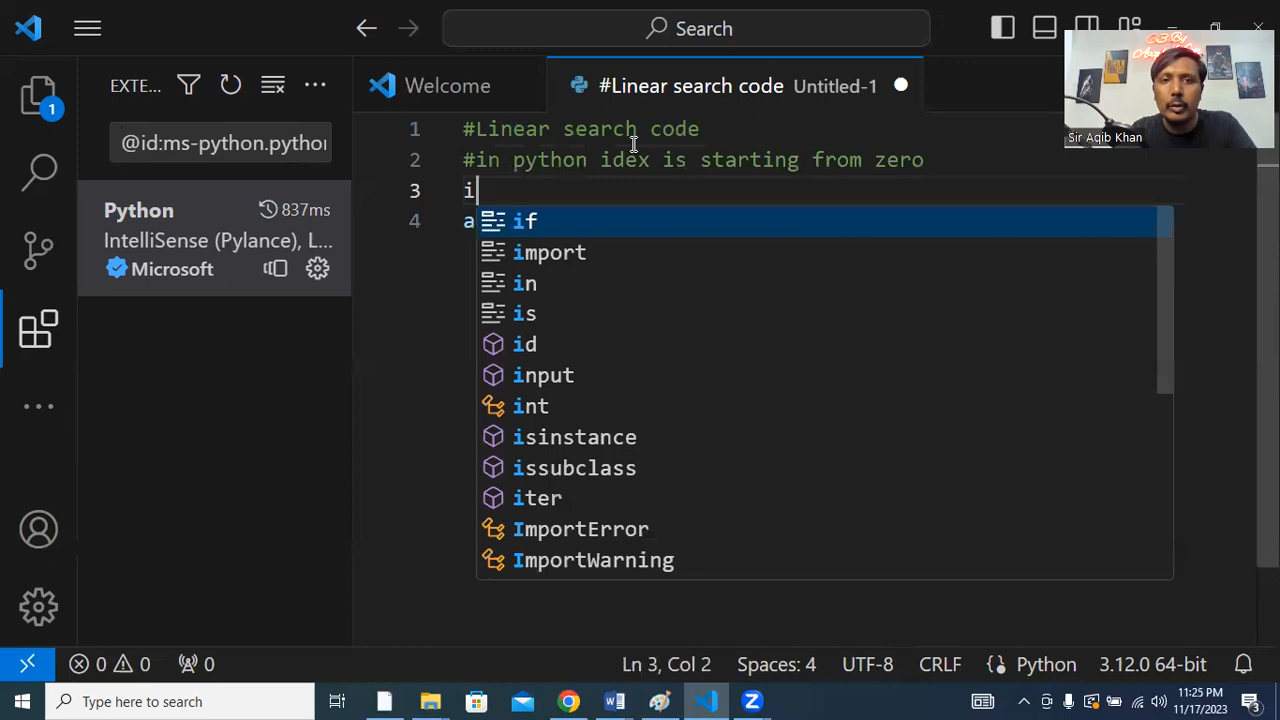 Search
EXTE...
Welcome
#Linear search code Untitled-1
@id:ms-python.python
1
Python
837ms
IntelliSense (Pylance), L...
Microsoft
1 #Linear search code
2 #in python idex is starting from zero
3 i
4 a
if
import
in
is
id
input
int
isinstance
issubclass
iter
ImportError
ImportWarning
Sir Aqib Khan
0 0 0
Ln 3, Col 2 Spaces: 4 UTF-8 CRLF Python 3.12.0 64-bit
Type here to search
11:25 PM
11/17/2023
3